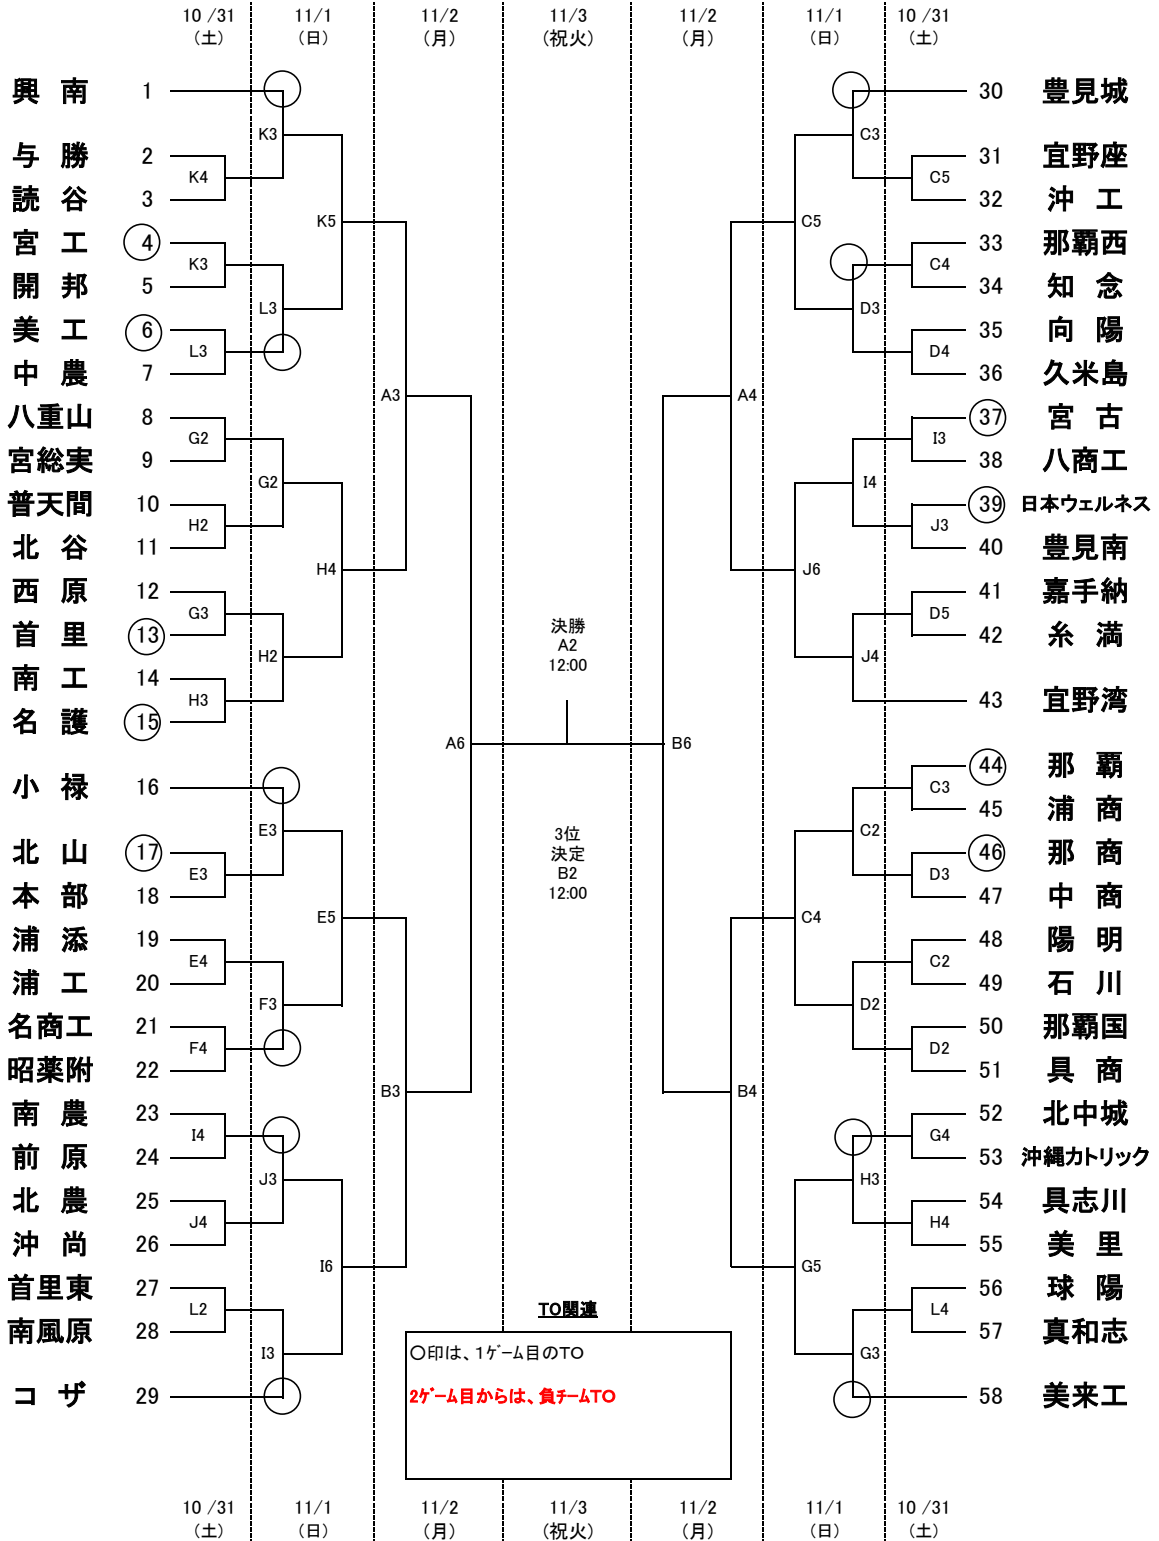 10 /31 11/1 11/2 11/3 11/2 11/1 10 /31
(土) (日) (月) (祝火) (月) (日) (土)
興 南 1 30 豊見城
K3 C3
与 勝 2 31 宜野座
K4 C5
読 谷 3 32 沖 工
K5 C5
宮 工 4 33 那覇西
K3 C4
開 邦 5 34 知 念
L3 D3
美 工 6 35 向 陽
L3 D4
中 農 7 36 久米島
A3 A4
八重山 8 37 宮 古
G2 I3
宮総実 9 38 八商工
G2 I4
普天間 10 39 日本ウェルネス
H2 J3
北 谷 11 40 豊見南
H4 J6
西 原 12 41 嘉手納
G3 D5
首 里 13 42 糸 満
決勝
A2
12:00
H2 J4
南 工 14 43 宜野湾
H3
名 護 15
A6 B6
44 那 覇
小 禄 16 C3
45 浦 商
E3 C2
3位
決定
B2
12:00
北 山 17 46 那 商
E3 D3
本 部 18 47 中 商
E5 C4
浦 添 19 48 陽 明
E4 C2
浦 工 20 49 石 川
F3 D2
名商工 21 50 那覇国
F4 D2
昭薬附 22 51 具 商
B3 B4
南 農 23 52 北中城
I4 G4
前 原 24 53 沖縄カトリック
J3 H3
北 農 25 54 具志川
J4 H4
沖 尚 26 55 美 里
I6 G5
首里東 27 56 球 陽
L2 L4
TO関連
南風原 28 57 真和志
I3 G3
○印は、1ゲーム目のTO
2ゲーム目からは、負チームTO
コ ザ 29 58 美来工
10 /31 11/1 11/2 11/3 11/2 11/1 10 /31
(土) (日) (月) (祝火) (月) (日) (土)